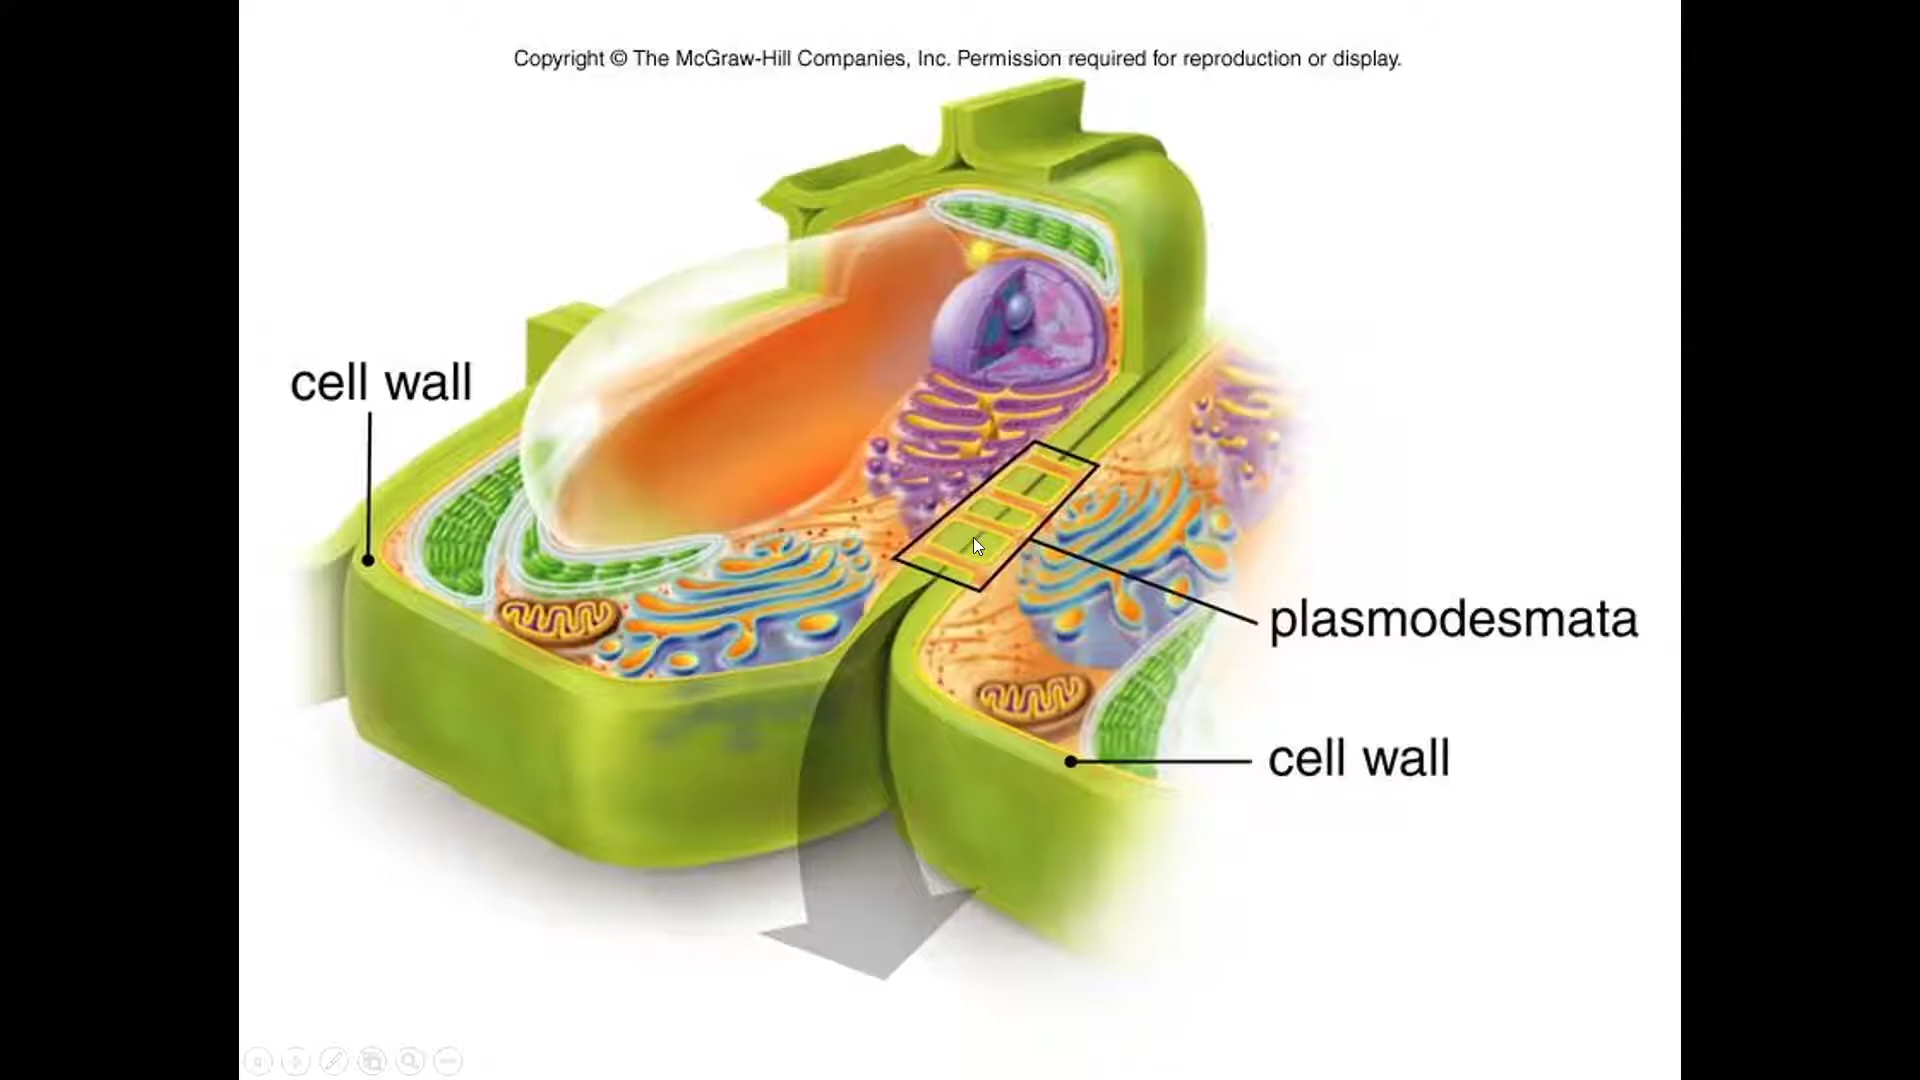 Copyright © The McGraw-Hill Companies, Inc. Permission required for reproduction or display.
cell wall
plasmodesmata
cell wall